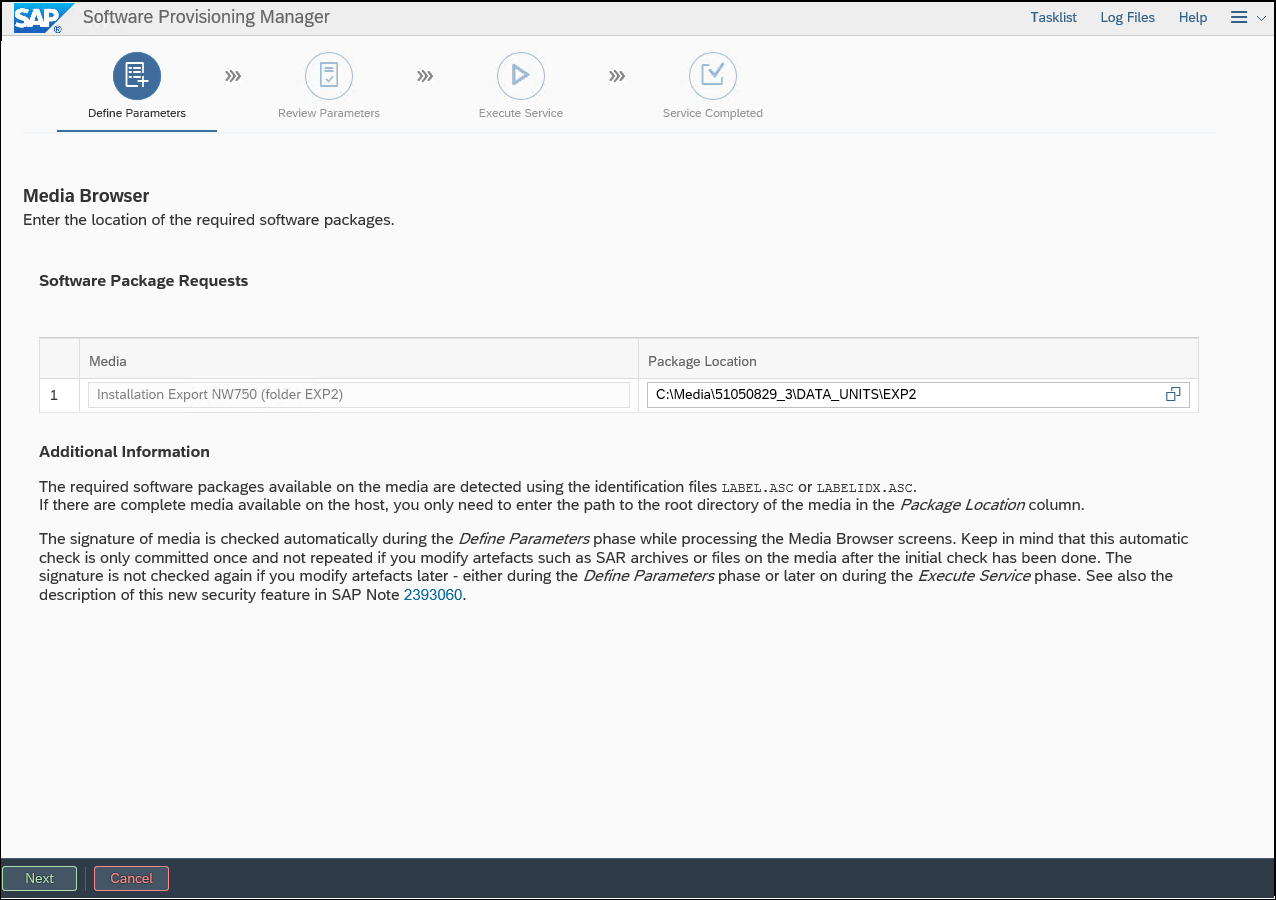 SAP ® Software Provisioning Manager Tasklist Log Files Help
Define Parameters Review Parameters Execute Service Service Completed
Media Browser
Enter the location of the required software packages.
Software Package Requests
Media Package Location
1 Installation Export NW750 (folder EXP2) C:\Media\51050829_3\DATA_UNITS\EXP2
Additional Information
The required software packages available on the media are detected using the identification files LABEL.ASC or LABELIDX.ASC.
If there are complete media available on the host, you only need to enter the path to the root directory of the media in the Package Location column.
The signature of media is checked automatically during the Define Parameters phase while processing the Media Browser screens. Keep in mind that this automatic
check is only committed once and not repeated if you modify artefacts such as SAR archives or files on the media after the initial check has been done. The
signature is not checked again if you modify artefacts later - either during the Define Parameters phase or later on during the Execute Service phase. See also the
description of this new security feature in SAP Note 2393060.
Next Cancel